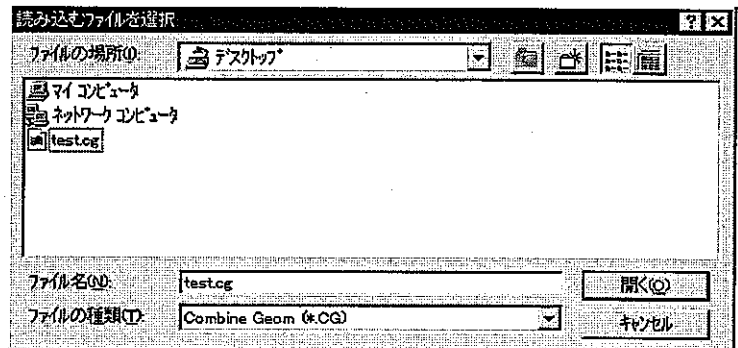 読み込むファイルを選択
ファイルの場所(I): デスクトップ
マイ コンピュータ
ネットワーク コンピュータ
test.cg
ファイル名(N): test.cg 開く(O)
ファイルの種類(T): Combine Geom (*.CG) キャンセル